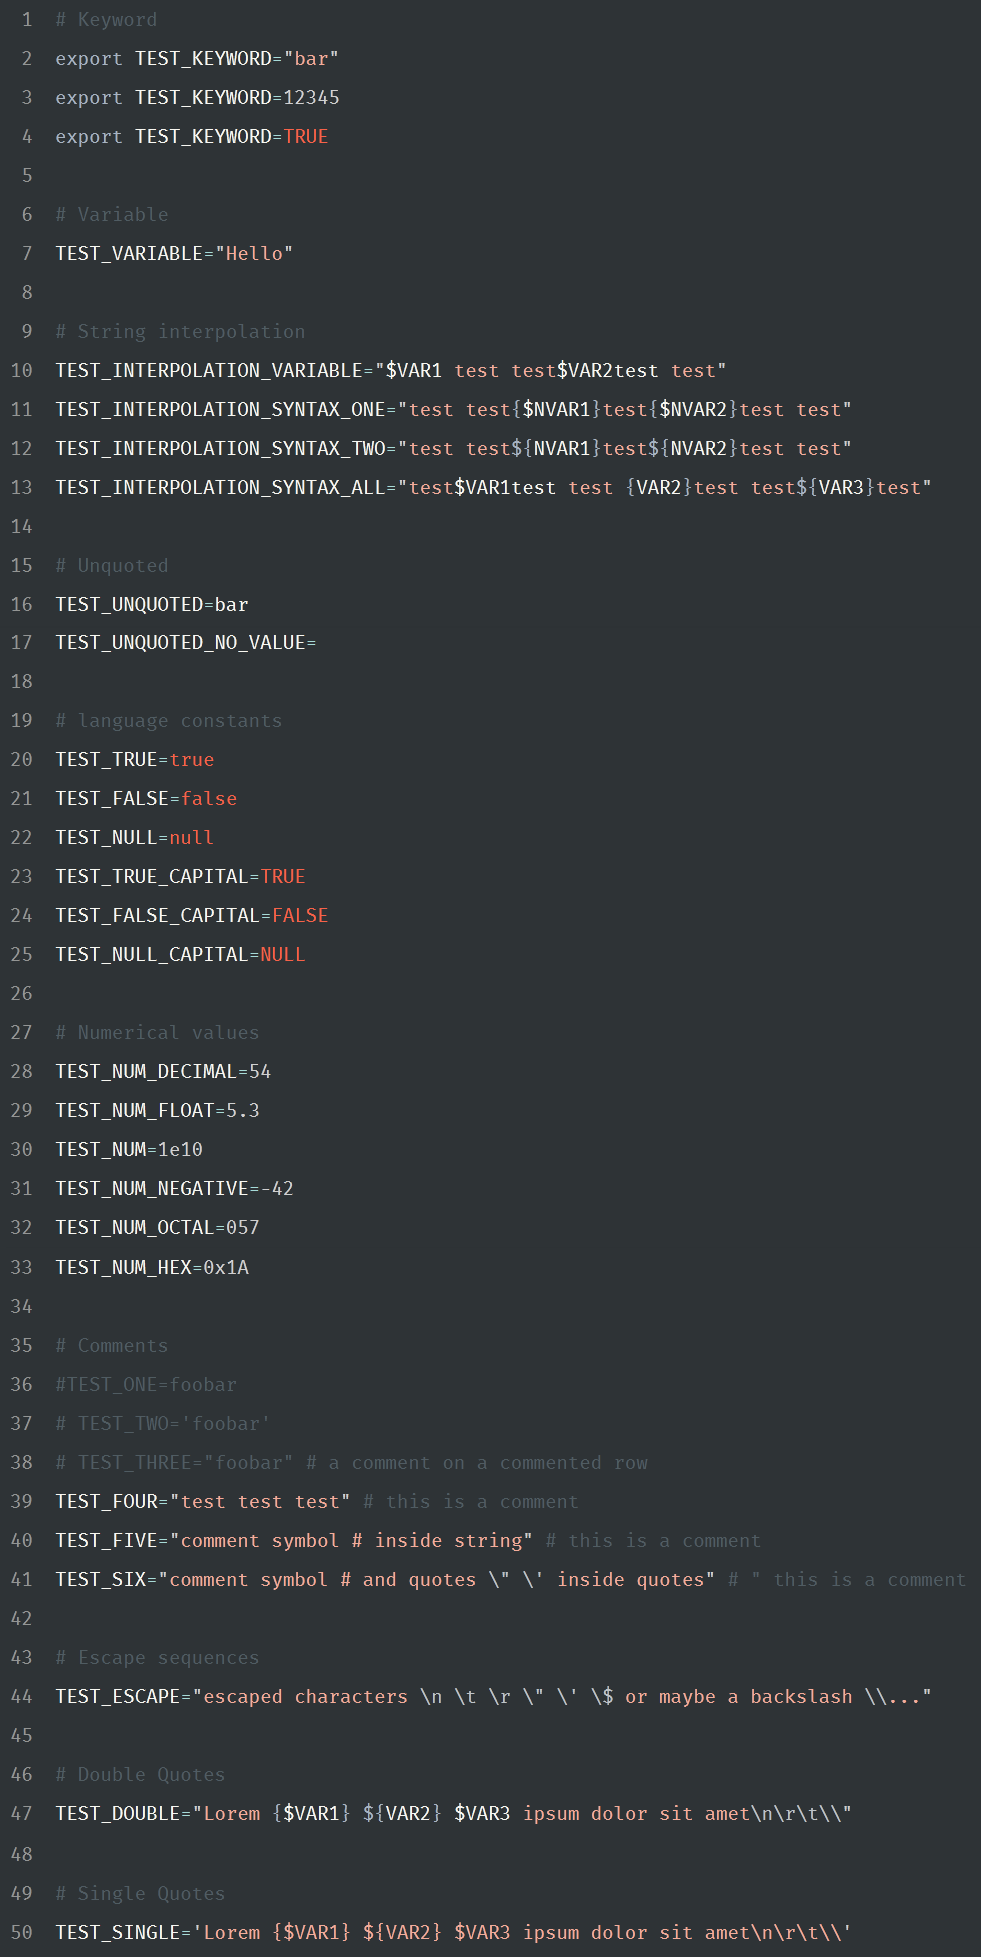 1 # Keyword
2 export TEST_KEYWORD="bar"
3 export TEST_KEYWORD=12345
4 export TEST_KEYWORD=TRUE
5
6 # Variable
7 TEST_VARIABLE="Hello"
8
9 # String interpolation
10 TEST_INTERPOLATION_VARIABLE="$VAR1 test test$VAR2test test"
11 TEST_INTERPOLATION_SYNTAX_ONE="test test{$NVAR1}test{$NVAR2}test test"
12 TEST_INTERPOLATION_SYNTAX_TWO="test test${NVAR1}test${NVAR2}test test"
13 TEST_INTERPOLATION_SYNTAX_ALL="test$VAR1test test {VAR2}test test${VAR3}test"
14
15 # Unquoted
16 TEST_UNQUOTED=bar
17 TEST_UNQUOTED_NO_VALUE=
18
19 # language constants
20 TEST_TRUE=true
21 TEST_FALSE=false
22 TEST_NULL=null
23 TEST_TRUE_CAPITAL=TRUE
24 TEST_FALSE_CAPITAL=FALSE
25 TEST_NULL_CAPITAL=NULL
26
27 # Numerical values
28 TEST_NUM_DECIMAL=54
29 TEST_NUM_FLOAT=5.3
30 TEST_NUM=1e10
31 TEST_NUM_NEGATIVE=-42
32 TEST_NUM_OCTAL=057
33 TEST_NUM_HEX=0x1A
34
35 # Comments
36 #TEST_ONE=foobar
37 # TEST_TWO='foobar'
38 # TEST_THREE="foobar" # a comment on a commented row
39 TEST_FOUR="test test test" # this is a comment
40 TEST_FIVE="comment symbol # inside string" # this is a comment
41 TEST_SIX="comment symbol # and quotes \" \' inside quotes" # " this is a comment
42
43 # Escape sequences
44 TEST_ESCAPE="escaped characters \n \t \r \" \' \$ or maybe a backslash \\..."
45
46 # Double Quotes
47 TEST_DOUBLE="Lorem {$VAR1} ${VAR2} $VAR3 ipsum dolor sit amet\n\r\t\\"
48
49 # Single Quotes
50 TEST_SINGLE='Lorem {$VAR1} ${VAR2} $VAR3 ipsum dolor sit amet\n\r\t\\'